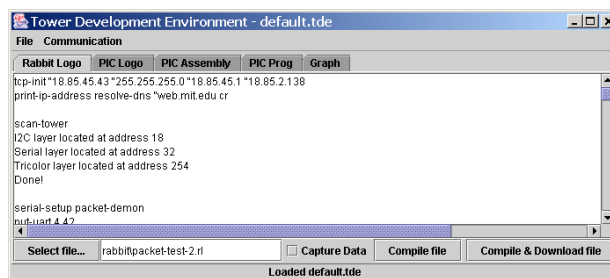 Tower Development Environment - default.tde
File Communication
Rabbit Logo PIC Logo PIC Assembly PIC Prog Graph
tcp-init "18.85.45.43 "255.255.255.0 "18.85.45.1 "18.85.2.138
print-ip-address resolve-dns "web.mit.edu cr
scan-tower
I2C layer located at address 18
Serial layer located at address 32
Tricolor layer located at address 254
Done!
serial-setup packet-demon
put-uart 4 42
Select file... rabbit\packet-test-2.rl Capture Data Compile file Compile & Download file
Loaded default.tde